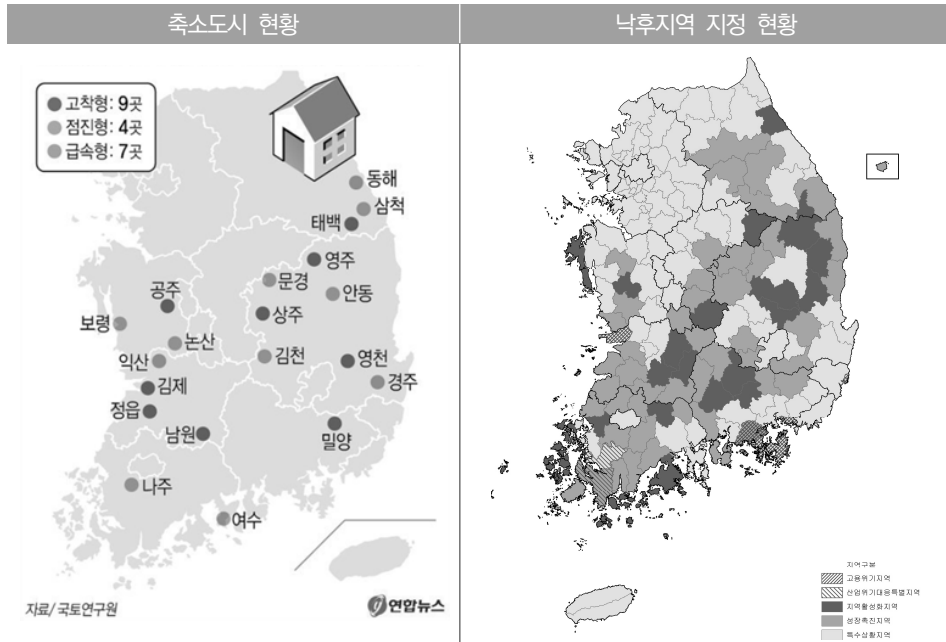 축소도시 현황
낙후지역 지정 현황
고착형: 9곳
점진형: 4곳
급속형: 7곳
동해
삼척
태백
영주
문경
안동
공주
상주
보령
논산
김천
영천
익산
경주
김제
정읍
남원
밀양
나주
여수
자료/ 국토연구원
연합뉴스
지역구분
고용위기지역
산업위기대응특별지역
지역활성화지역
성장촉진지역
특수상황지역